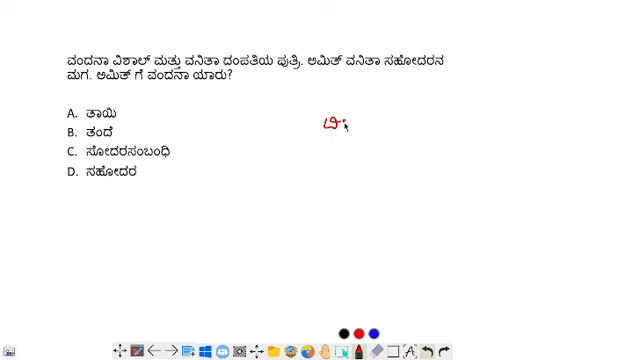 ವಂದನಾ ವಿಶಾಲ್ ಮತ್ತು ವನಿತಾ ದಂಪತಿಯ ಪುತ್ರಿ. ಅಮಿತ್ ವನಿತಾ ಸಹೋದರನ
ಮಗ. ಅಮಿತ್ ಗೆ ವಂದನಾ ಯಾರು?
A. ತಾಯಿ
B. ತಂದೆ
C. ಸೋದರಸಂಬಂಧಿ
D. ಸಹೋದರ